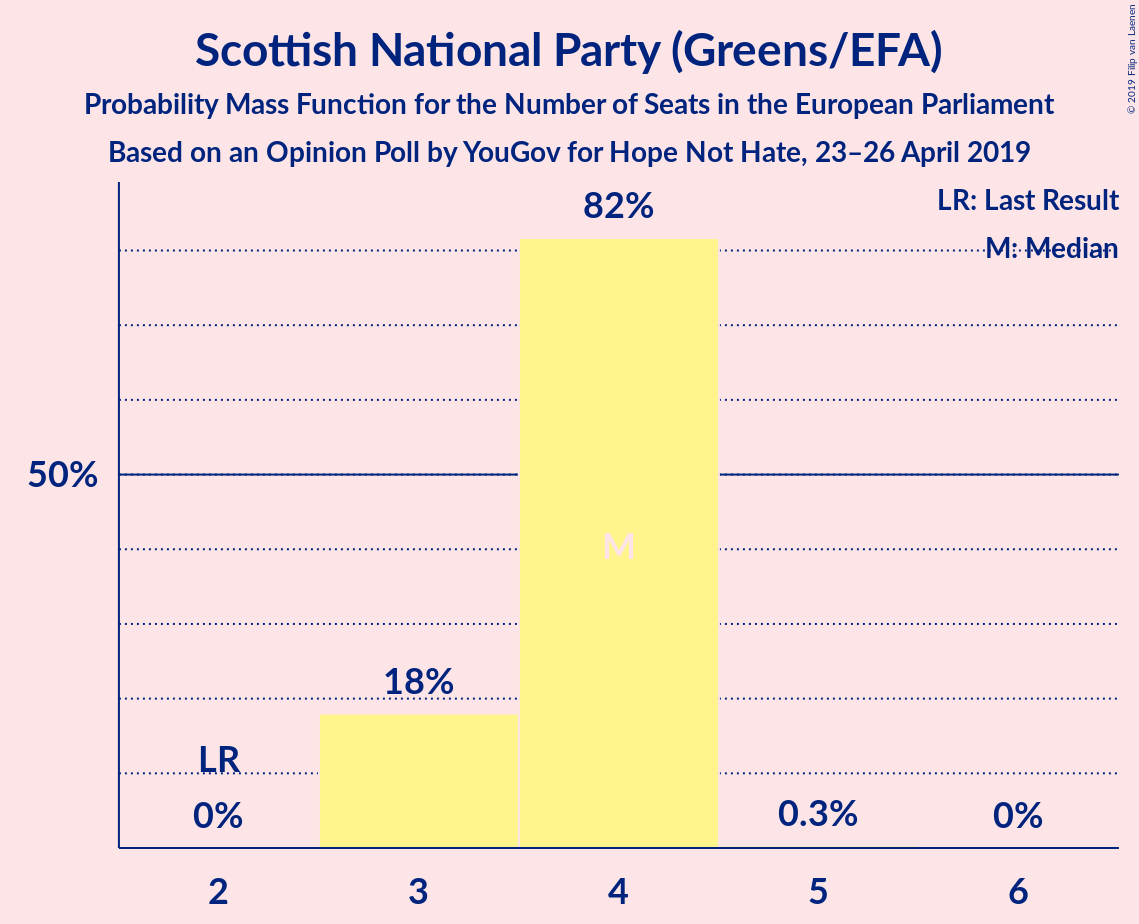 Scottish National Party (Greens/EFA)
Probability Mass Function for the Number of Seats in the European Parliament
Based on an Opinion Poll by YouGov for Hope Not Hate, 23–26 April 2019
© 2019 Filip van Laenen
LR: Last Result
M: Median
82%
50%
M
18%
LR
0%
0.3%
0%
2
3
4
5
6